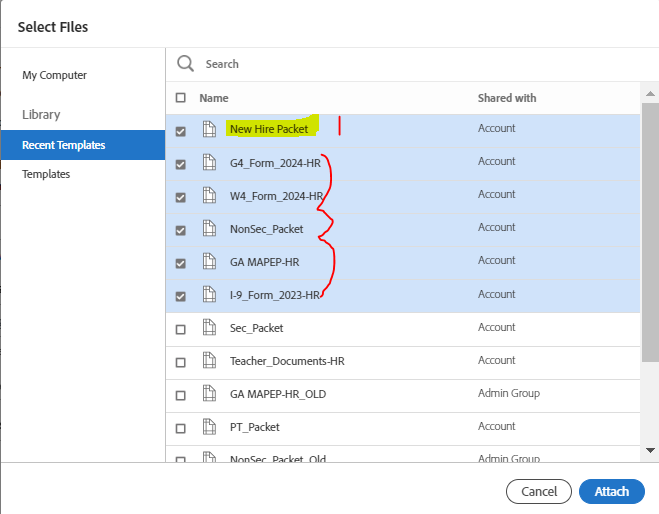 Select Files
My Computer
Library
Recent Templates
Templates
Search
Name Shared with
New Hire Packet Account
G4_Form_2024-HR Account
W4_Form_2024-HR Account
NonSec_Packet Account
GA MAPEP-HR Account
I-9_Form_2023-HR Account
Sec_Packet Account
Teacher_Documents-HR Account
GA MAPEP-HR_OLD Admin Group
PT_Packet Account
NonSec_Packet_Old Admin Group
Cancel Attach